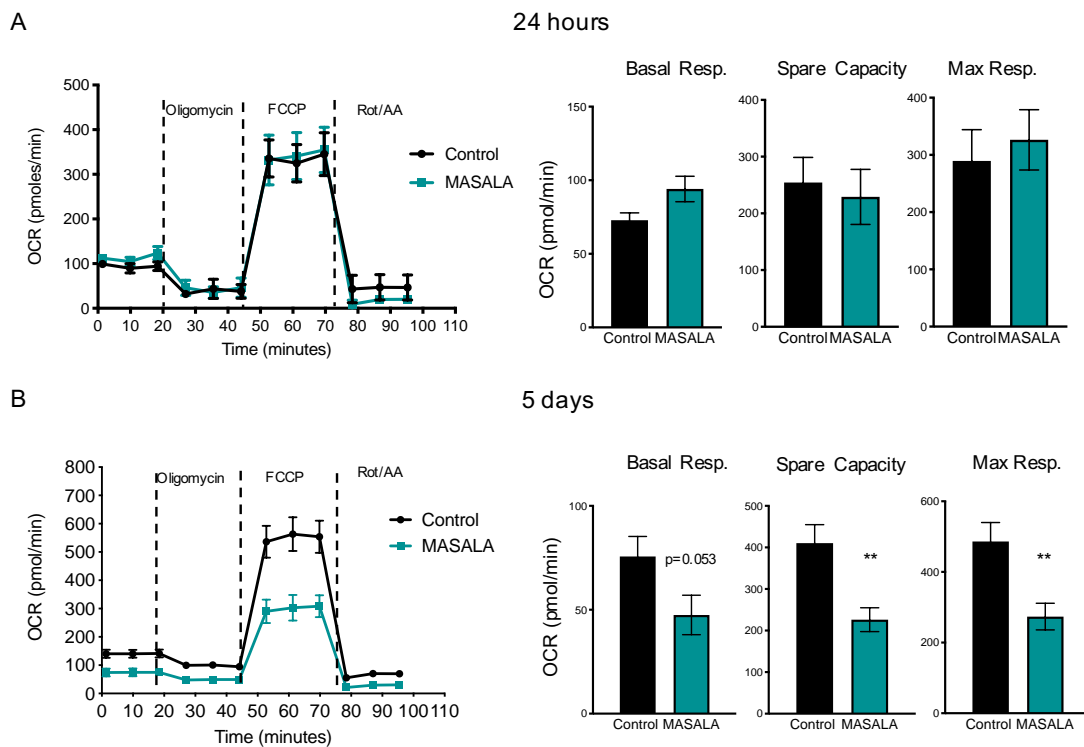 A
24 hours
Basal Resp.
Spare Capacity
Max Resp.
Oligomycin
FCCP
Rot/AA
Control
MASALA
OCR (pmoles/min)
500
400
300
200
100
0
0 10 20 30 40 50 60 70 80 90 100 110
Time (minutes)
OCR (pmol/min)
150
100
50
0
Control MASALA
400
300
200
100
0
Control MASALA
400
300
200
100
0
Control MASALA
B
5 days
Basal Resp.
Spare Capacity
Max Resp.
Oligomycin
FCCP
Rot/AA
Control
MASALA
OCR (pmol/min)
800
700
600
500
400
300
200
100
0
0 10 20 30 40 50 60 70 80 90 100 110
Time (minutes)
OCR (pmol/min)
100
50
0
p=0.053
Control MASALA
500
400
300
200
100
0
**
Control MASALA
600
400
200
0
**
Control MASALA